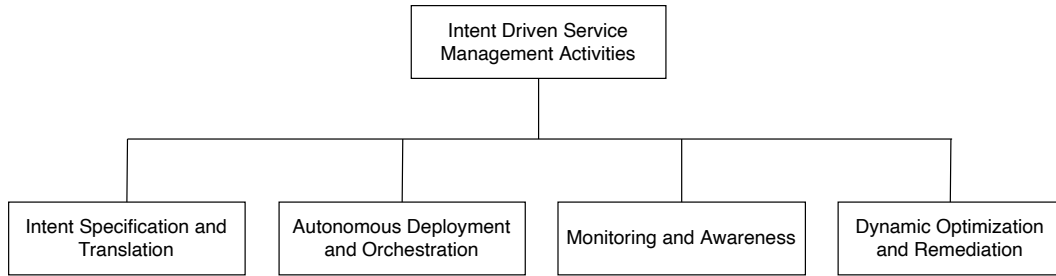 Intent Driven Service
Management Activities
Intent Specification and
Translation
Autonomous Deployment
and Orchestration
Monitoring and Awareness
Dynamic Optimization
and Remediation